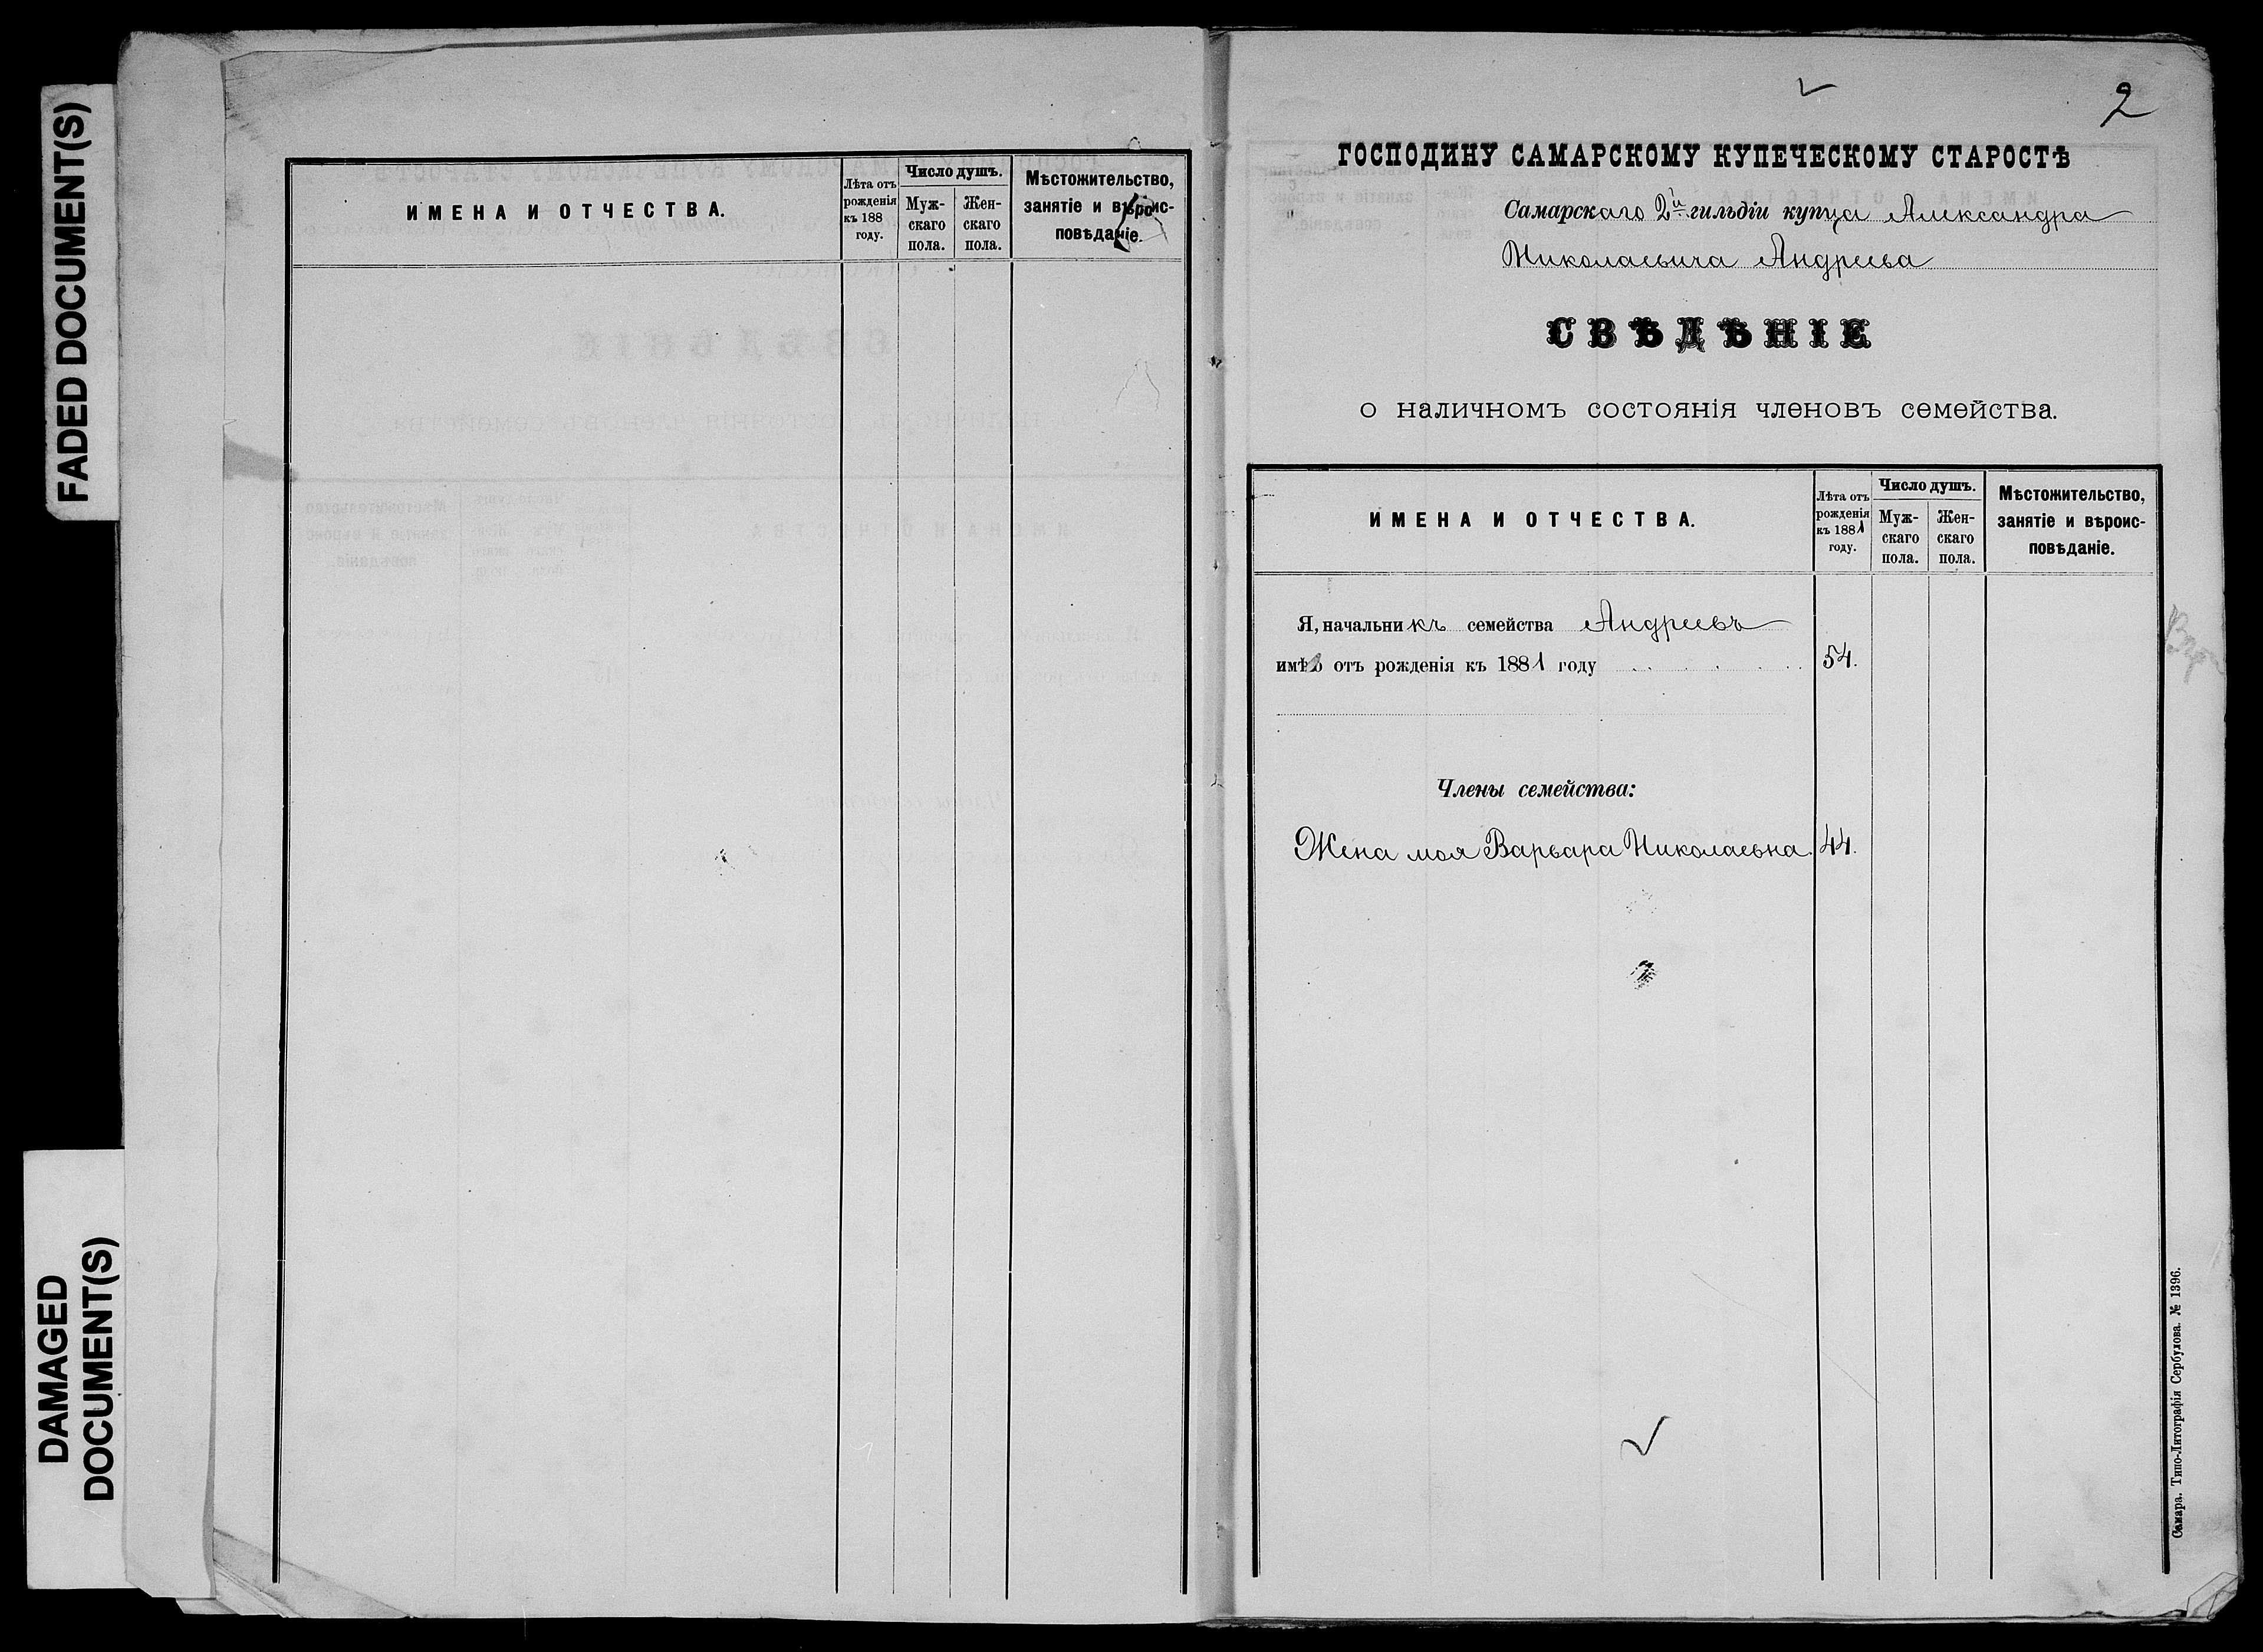 FADED DOCUMENT(S)
DAMAGED
DOCUMENT(S)
ИМЕНА И ОТЧЕСТВА.
Лѣта отъ
рожденія
къ 188
году.
Число душъ.
Муж-
скаго
пола.
Жен-
скаго
пола.
Мѣстожительство,
занятіе и вѣроис-
повѣданіе.
2
ГОСПОДИНУ САМАРСКОМУ КУПЕЧЕСКОМУ СТАРОСТѢ
Самарскаго 2й гильдіи купца Александра
Николаевича Андреева
СВѢДѢНІЕ
о наличномъ состоянія членовъ семейства.
ИМЕНА И ОТЧЕСТВА.
Лѣта отъ
рожденія
къ 1881
году.
Число душъ.
Муж-
скаго
пола.
Жен-
скаго
пола.
Мѣстожительство,
занятіе и вѣроис-
повѣданіе.
Я, начальникъ семейства Андреевъ
отъ рожденія къ 1881 году 54.
Члены семейства:
Жена моя Варвара Николаевна. 44.
Самара. Типо-Литографія Сербулова. № 1396.